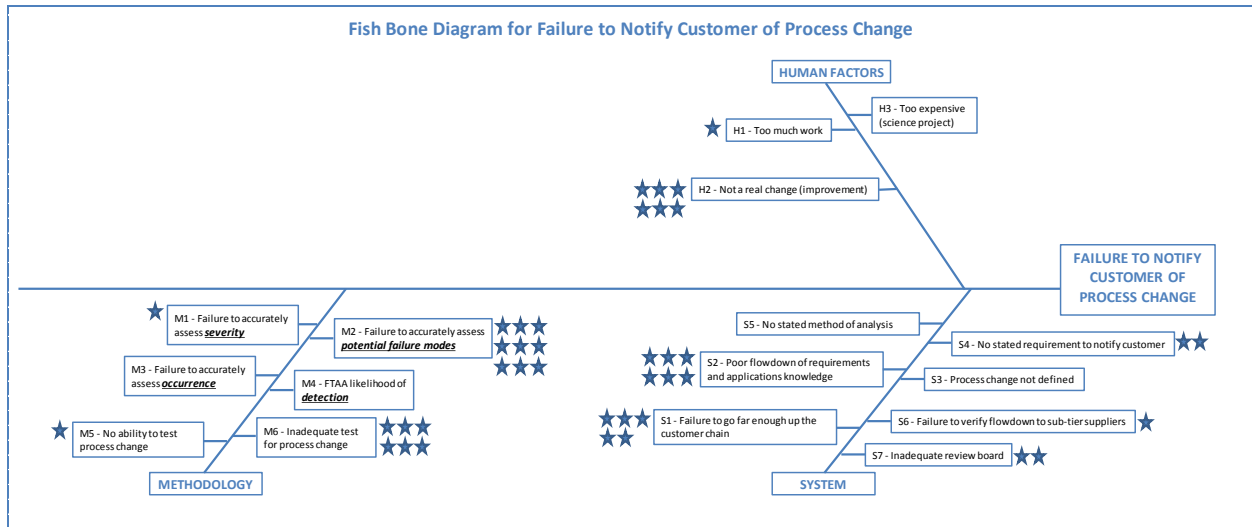 Fish Bone Diagram for Failure to Notify Customer of Process Change
HUMAN FACTORS
H3 - Too expensive
(science project)
H1 - Too much work
H2 - Not a real change (improvement)
FAILURE TO NOTIFY
CUSTOMER OF
PROCESS CHANGE
M1 - Failure to accurately
assess severity
M2 - Failure to accurately assess
potential failure modes
M3 - Failure to accurately
assess occurrence
M4 - FTAA likelihood of
detection
M5 - No ability to test
process change
M6 - Inadequate test
for process change
METHODOLOGY
S5 - No stated method of analysis
S4 - No stated requirement to notify customer
S2 - Poor flowdown of requirements
and applications knowledge
S3 - Process change not defined
S1 - Failure to go far enough up the
customer chain
S6 - Failure to verify flowdown to sub-tier suppliers
S7 - Inadequate review board
SYSTEM